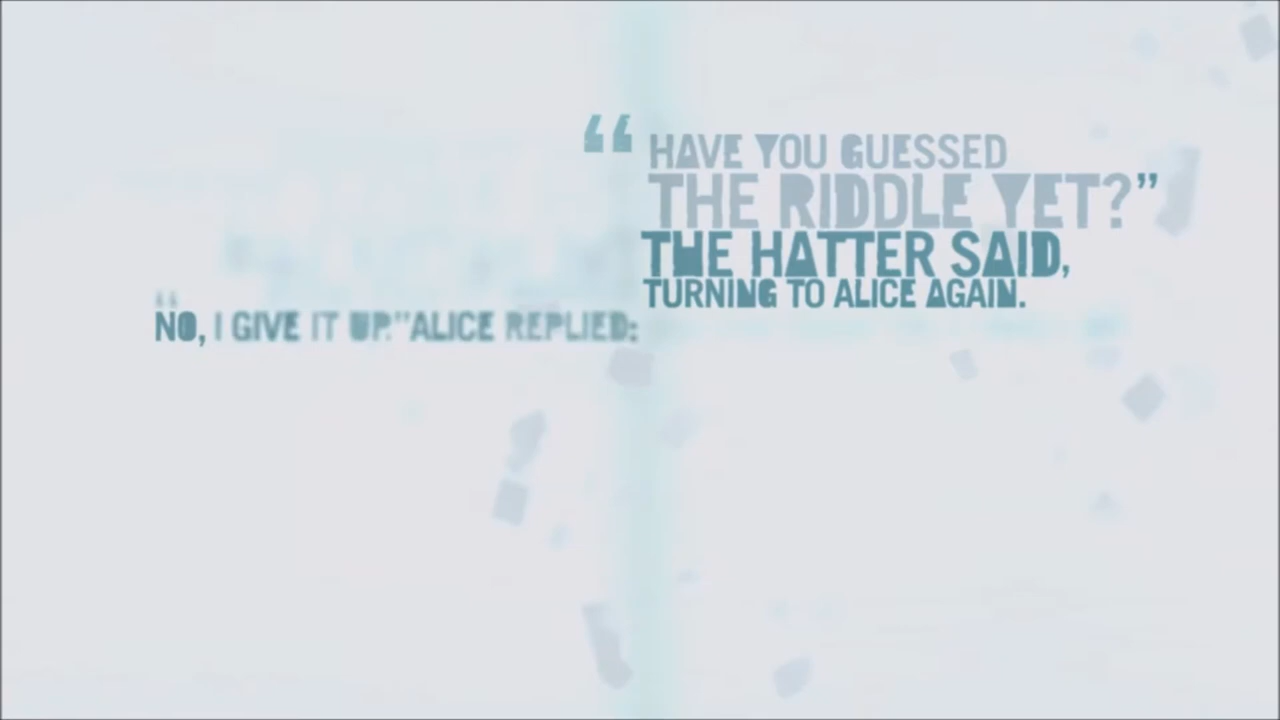 “ HAVE YOU GUESSED
THE RIDDLE YET?”
THE HATTER SAID,
TURNING TO ALICE AGAIN.
“NO, I GIVE IT UP.”ALICE REPLIED: